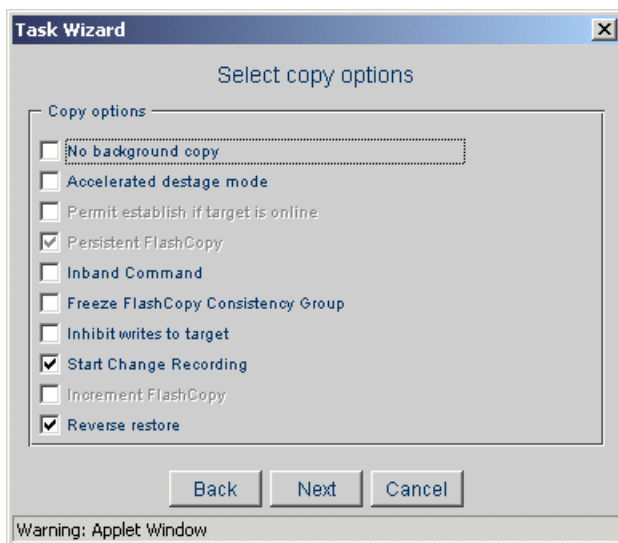 Task Wizard
Select copy options
Copy options
No background copy
Accelerated destage mode
Permit establish if target is online
Persistent FlashCopy
Inband Command
Freeze FlashCopy Consistency Group
Inhibit writes to target
Start Change Recording
Increment FlashCopy
Reverse restore
Back Next Cancel
Warning: Applet Window